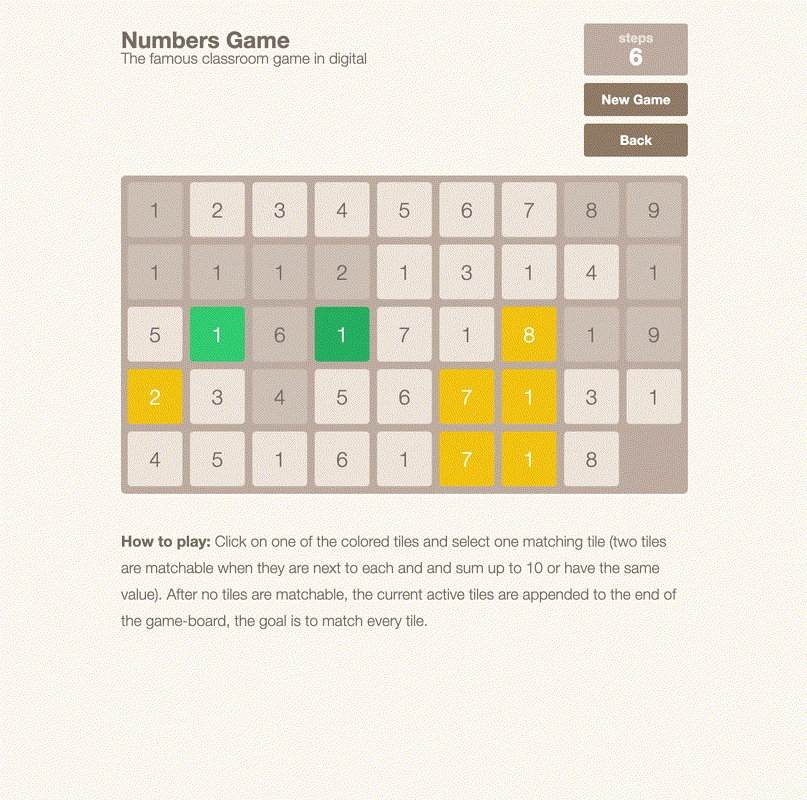 Numbers Game
The famous classroom game in digital
steps
6
New Game
Back
1 2 3 4 5 6 7 8 9
1 1 1 2 1 3 1 4 1
5 1 6 1 7 1 8 1 9
2 3 4 5 6 7 1 3 1
4 5 1 6 1 7 1 8
How to play: Click on one of the colored tiles and select one matching tile (two tiles
are matchable when they are next to each and and sum up to 10 or have the same
value). After no tiles are matchable, the current active tiles are appended to the end of
the game-board, the goal is to match every tile.